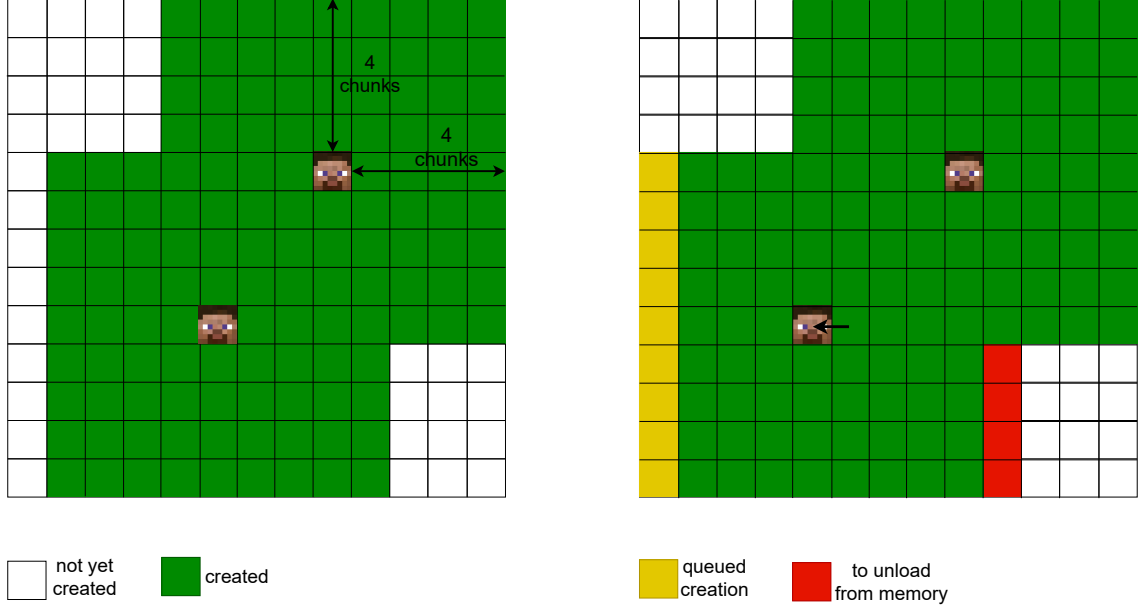 4
chunks
4
chunks
not yet
created
created
queued
creation
to unload
from memory